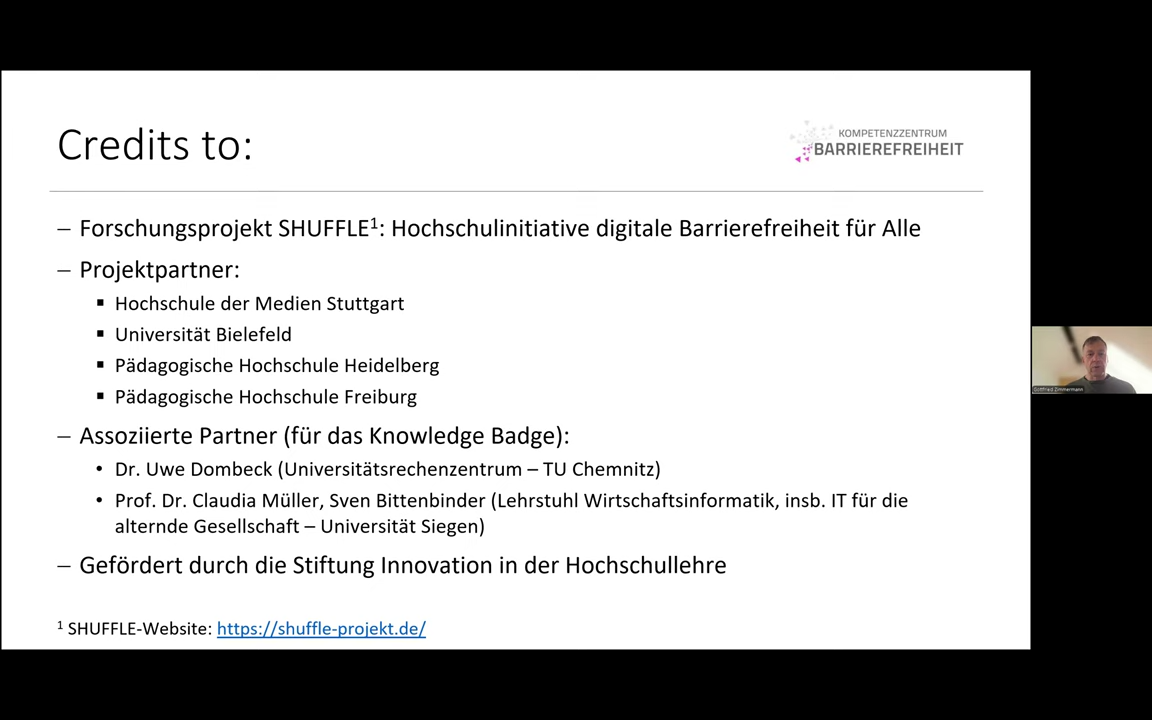 Credits to:
KOMPETENZZENTRUM
BARRIEREFREIHEIT
– Forschungsprojekt SHUFFLE¹: Hochschulinitiative digitale Barrierefreiheit für Alle
– Projektpartner:
▪ Hochschule der Medien Stuttgart
▪ Universität Bielefeld
▪ Pädagogische Hochschule Heidelberg
▪ Pädagogische Hochschule Freiburg
– Assoziierte Partner (für das Knowledge Badge):
• Dr. Uwe Dombeck (Universitätsrechenzentrum – TU Chemnitz)
• Prof. Dr. Claudia Müller, Sven Bittenbinder (Lehrstuhl Wirtschaftsinformatik, insb. IT für die
alternde Gesellschaft – Universität Siegen)
– Gefördert durch die Stiftung Innovation in der Hochschullehre
¹ SHUFFLE-Website: https://shuffle-projekt.de/
Gottfried Zimmermann